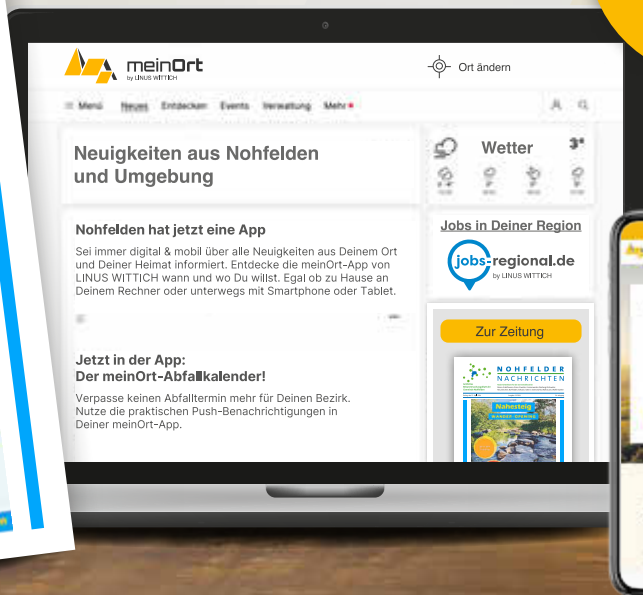 meinOrt
by LINUS WITTICH
Ort ändern
Menü Neues Entdecken Events Verwaltung Mehr
Neuigkeiten aus Nohfelden
und Umgebung
Wetter
3°
Nohfelden hat jetzt eine App
Sei immer digital & mobil über alle Neuigkeiten aus Deinem Ort
und Deiner Heimat informiert. Entdecke die meinOrt-App von
LINUS WITTICH wann und wo Du willst. Egal ob zu Hause an
Deinem Rechner oder unterwegs mit Smartphone oder Tablet.
Jobs in Deiner Region
jobs-regional.de
by LINUS WITTICH
Jetzt in der App:
Der meinOrt-Abfallkalender!
Verpasse keinen Abfalltermin mehr für Deinen Bezirk.
Nutze die praktischen Push-Benachrichtigungen in
Deiner meinOrt-App.
Zur Zeitung
NOHFELDER
NACHRICHTEN
Nahesteig
WANDER-OPENING